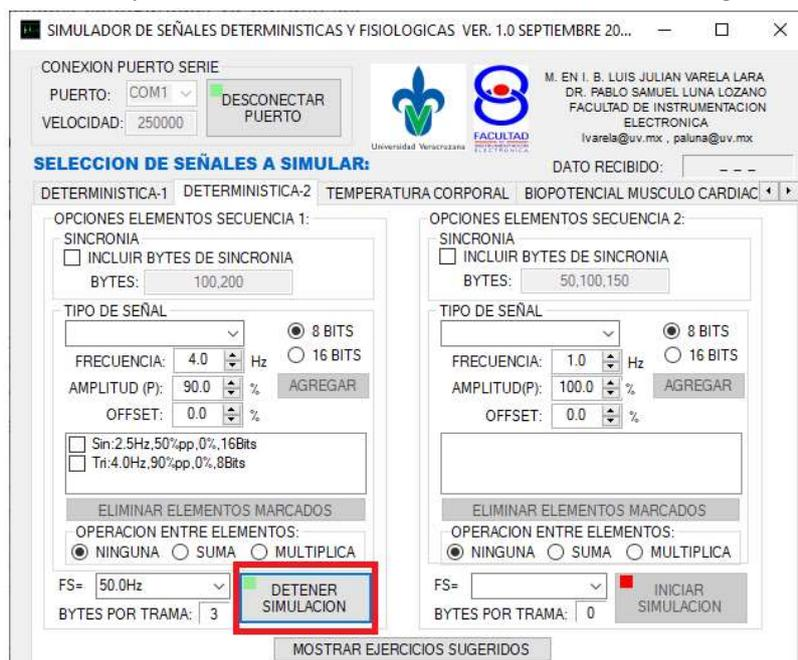 SIMULADOR DE SEÑALES DETERMINISTICAS Y FISIOLOGICAS VER. 1.0 SEPTIEMBRE 20...
CONEXION PUERTO SERIE
PUERTO: COM1
VELOCIDAD: 250000
DESCONECTAR
PUERTO
Universidad Veracruzana
FACULTAD
M. EN I. B. LUIS JULIAN VARELA LARA
DR. PABLO SAMUEL LUNA LOZANO
FACULTAD DE INSTRUMENTACION
ELECTRONICA
lvarela@uv.mx , paluna@uv.mx
SELECCION DE SEÑALES A SIMULAR:
DATO RECIBIDO: _ _ _
DETERMINISTICA-1 DETERMINISTICA-2 TEMPERATURA CORPORAL BIOPOTENCIAL MUSCULO CARDIAC
OPCIONES ELEMENTOS SECUENCIA 1:
SINCRONIA
INCLUIR BYTES DE SINCRONIA
BYTES: 100,200
TIPO DE SEÑAL
8 BITS
16 BITS
FRECUENCIA: 4.0 Hz
AMPLITUD (P): 90.0 %
AGREGAR
OFFSET: 0.0 %
Sin:2.5Hz,50%pp,0%,16Bits
Tri:4.0Hz,90%pp,0%,8Bits
ELIMINAR ELEMENTOS MARCADOS
OPERACION ENTRE ELEMENTOS:
NINGUNA SUMA MULTIPLICA
FS= 50.0Hz
BYTES POR TRAMA: 3
DETENER
SIMULACION
OPCIONES ELEMENTOS SECUENCIA 2:
SINCRONIA
INCLUIR BYTES DE SINCRONIA
BYTES: 50,100,150
TIPO DE SEÑAL
8 BITS
16 BITS
FRECUENCIA: 1.0 Hz
AMPLITUD(P): 100.0 %
AGREGAR
OFFSET: 0.0 %
ELIMINAR ELEMENTOS MARCADOS
OPERACION ENTRE ELEMENTOS:
NINGUNA SUMA MULTIPLICA
FS=
BYTES POR TRAMA: 0
INICIAR
SIMULACION
MOSTRAR EJERCICIOS SUGERIDOS